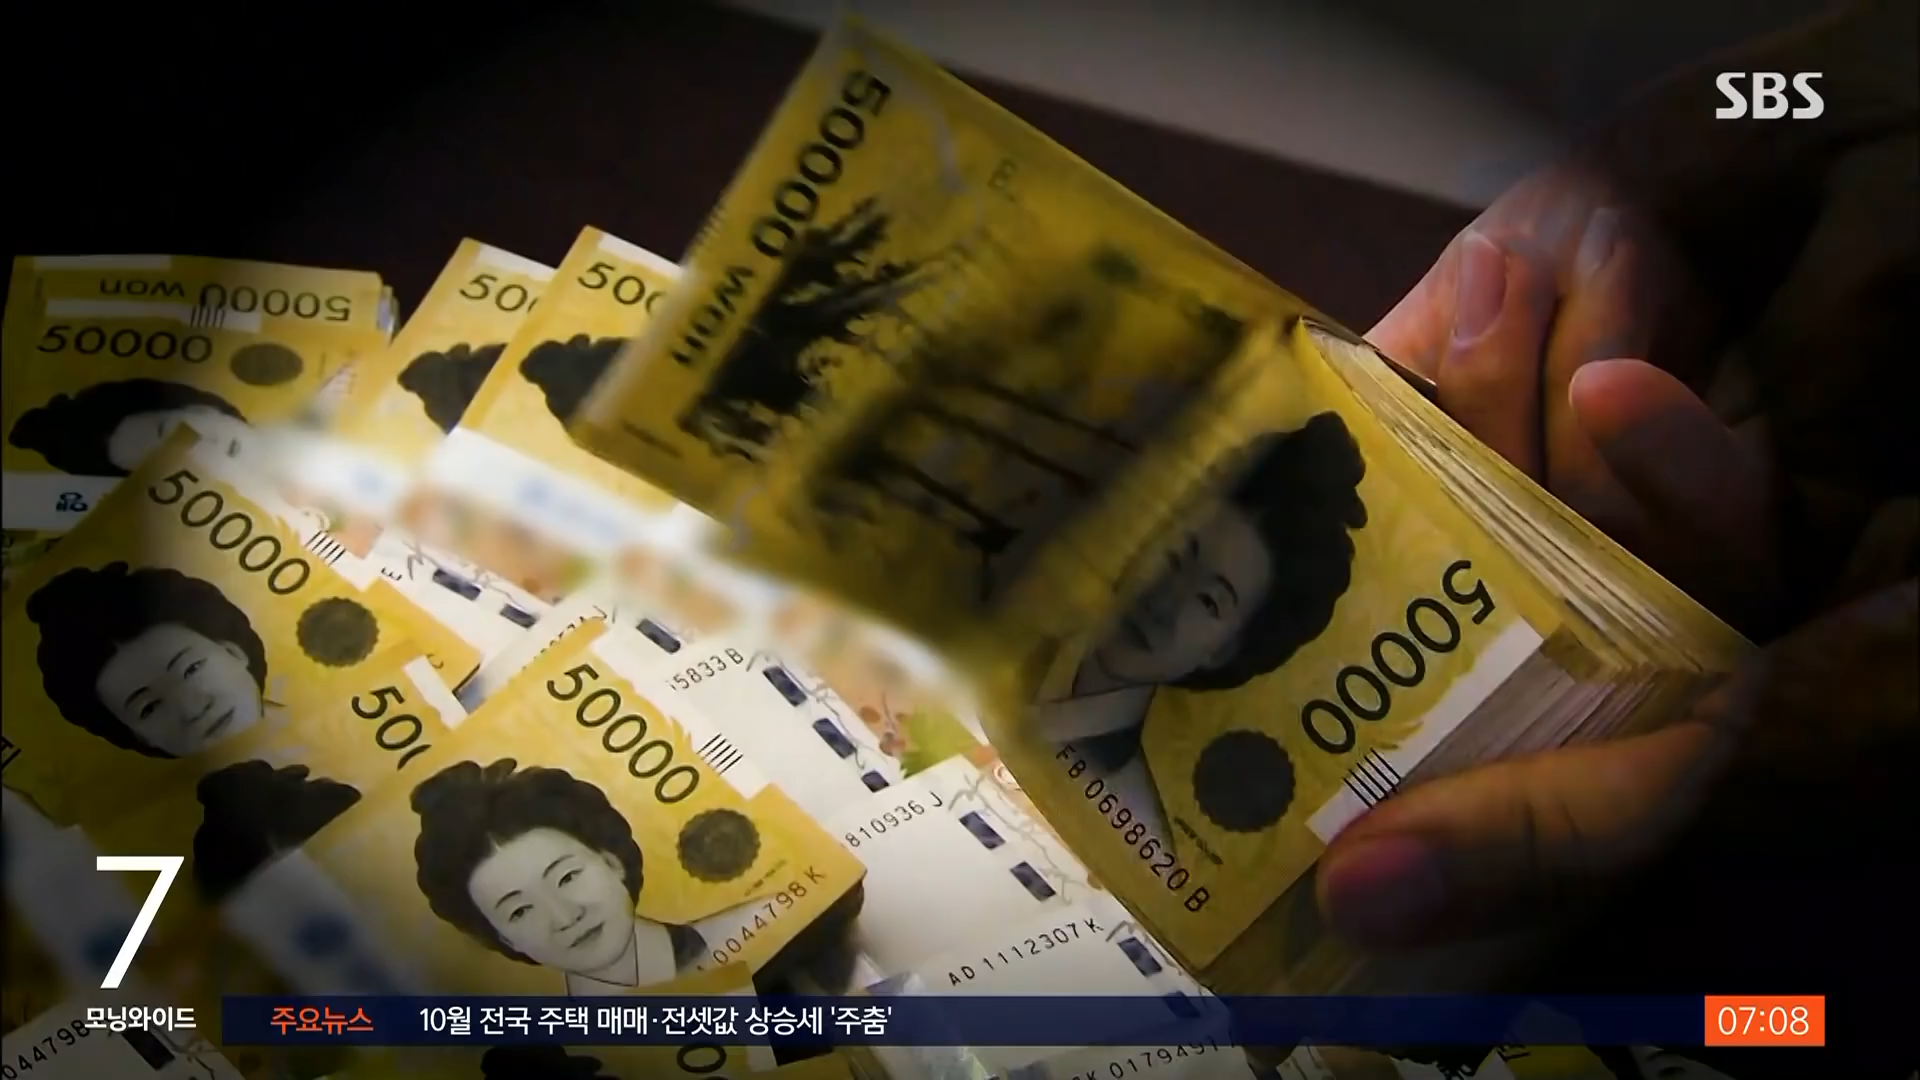 SBS
50000 won
50000 won
50000
500
500
50000
50000
500
50000
15833 B
810936 J
FB 0698620 B
0044798 K
AD 1112307 K
7
모닝와이드
주요뉴스
10월 전국 주택 매매·전셋값 상승세 '주춤'
07:08
044798